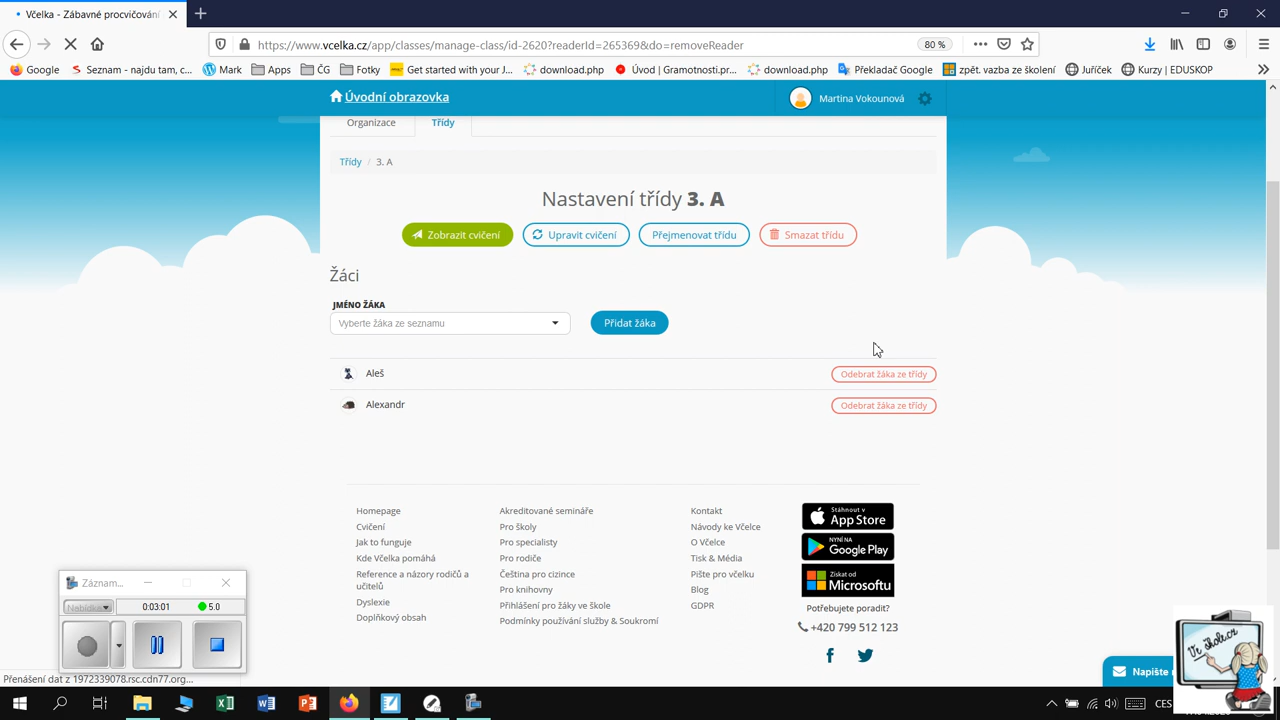 Včelka - Zábavné procvičování
https://www.vcelka.cz/app/classes/manage-class/id-2620?readerId=265369&do=removeReader
80 %
Google
Seznam - najdu tam, c...
Mark
Apps
ČG
Fotky
Get started with your J...
download.php
Úvod | Gramotnosti.pr...
download.php
Překladač Google
zpět. vazba ze školení
Juříček
Kurzy | EDUSKOP
Úvodní obrazovka
Martina Vokounová
Organizace
Třídy
Třídy / 3. A
Nastavení třídy 3. A
Zobrazit cvičení
Upravit cvičení
Přejmenovat třídu
Smazat třídu
Žáci
JMÉNO ŽÁKA
Vyberte žáka ze seznamu
Přidat žáka
Aleš
Odebrat žáka ze třídy
Alexandr
Odebrat žáka ze třídy
Homepage
Cvičení
Jak to funguje
Kde Včelka pomáhá
Reference a názory rodičů a
učitelů
Dyslexie
Doplňkový obsah
Akreditované semináře
Pro školy
Pro specialisty
Pro rodiče
Čeština pro cizince
Pro knihovny
Přihlášení pro žáky ve škole
Podmínky používání služby & Soukromí
Kontakt
Návody ke Včelce
O Včelce
Tisk & Média
Pište pro včelku
Blog
GDPR
Stáhnout v
App Store
NYNÍ NA
Google Play
Získat od
Microsoftu
Potřebujete poradit?
+420 799 512 123
Napište
Záznam...
Nabídka
0:03:01
5.0
Přenášení dat z 1972339078.rsc.cdn77.org...
Ve škole.cz
CES